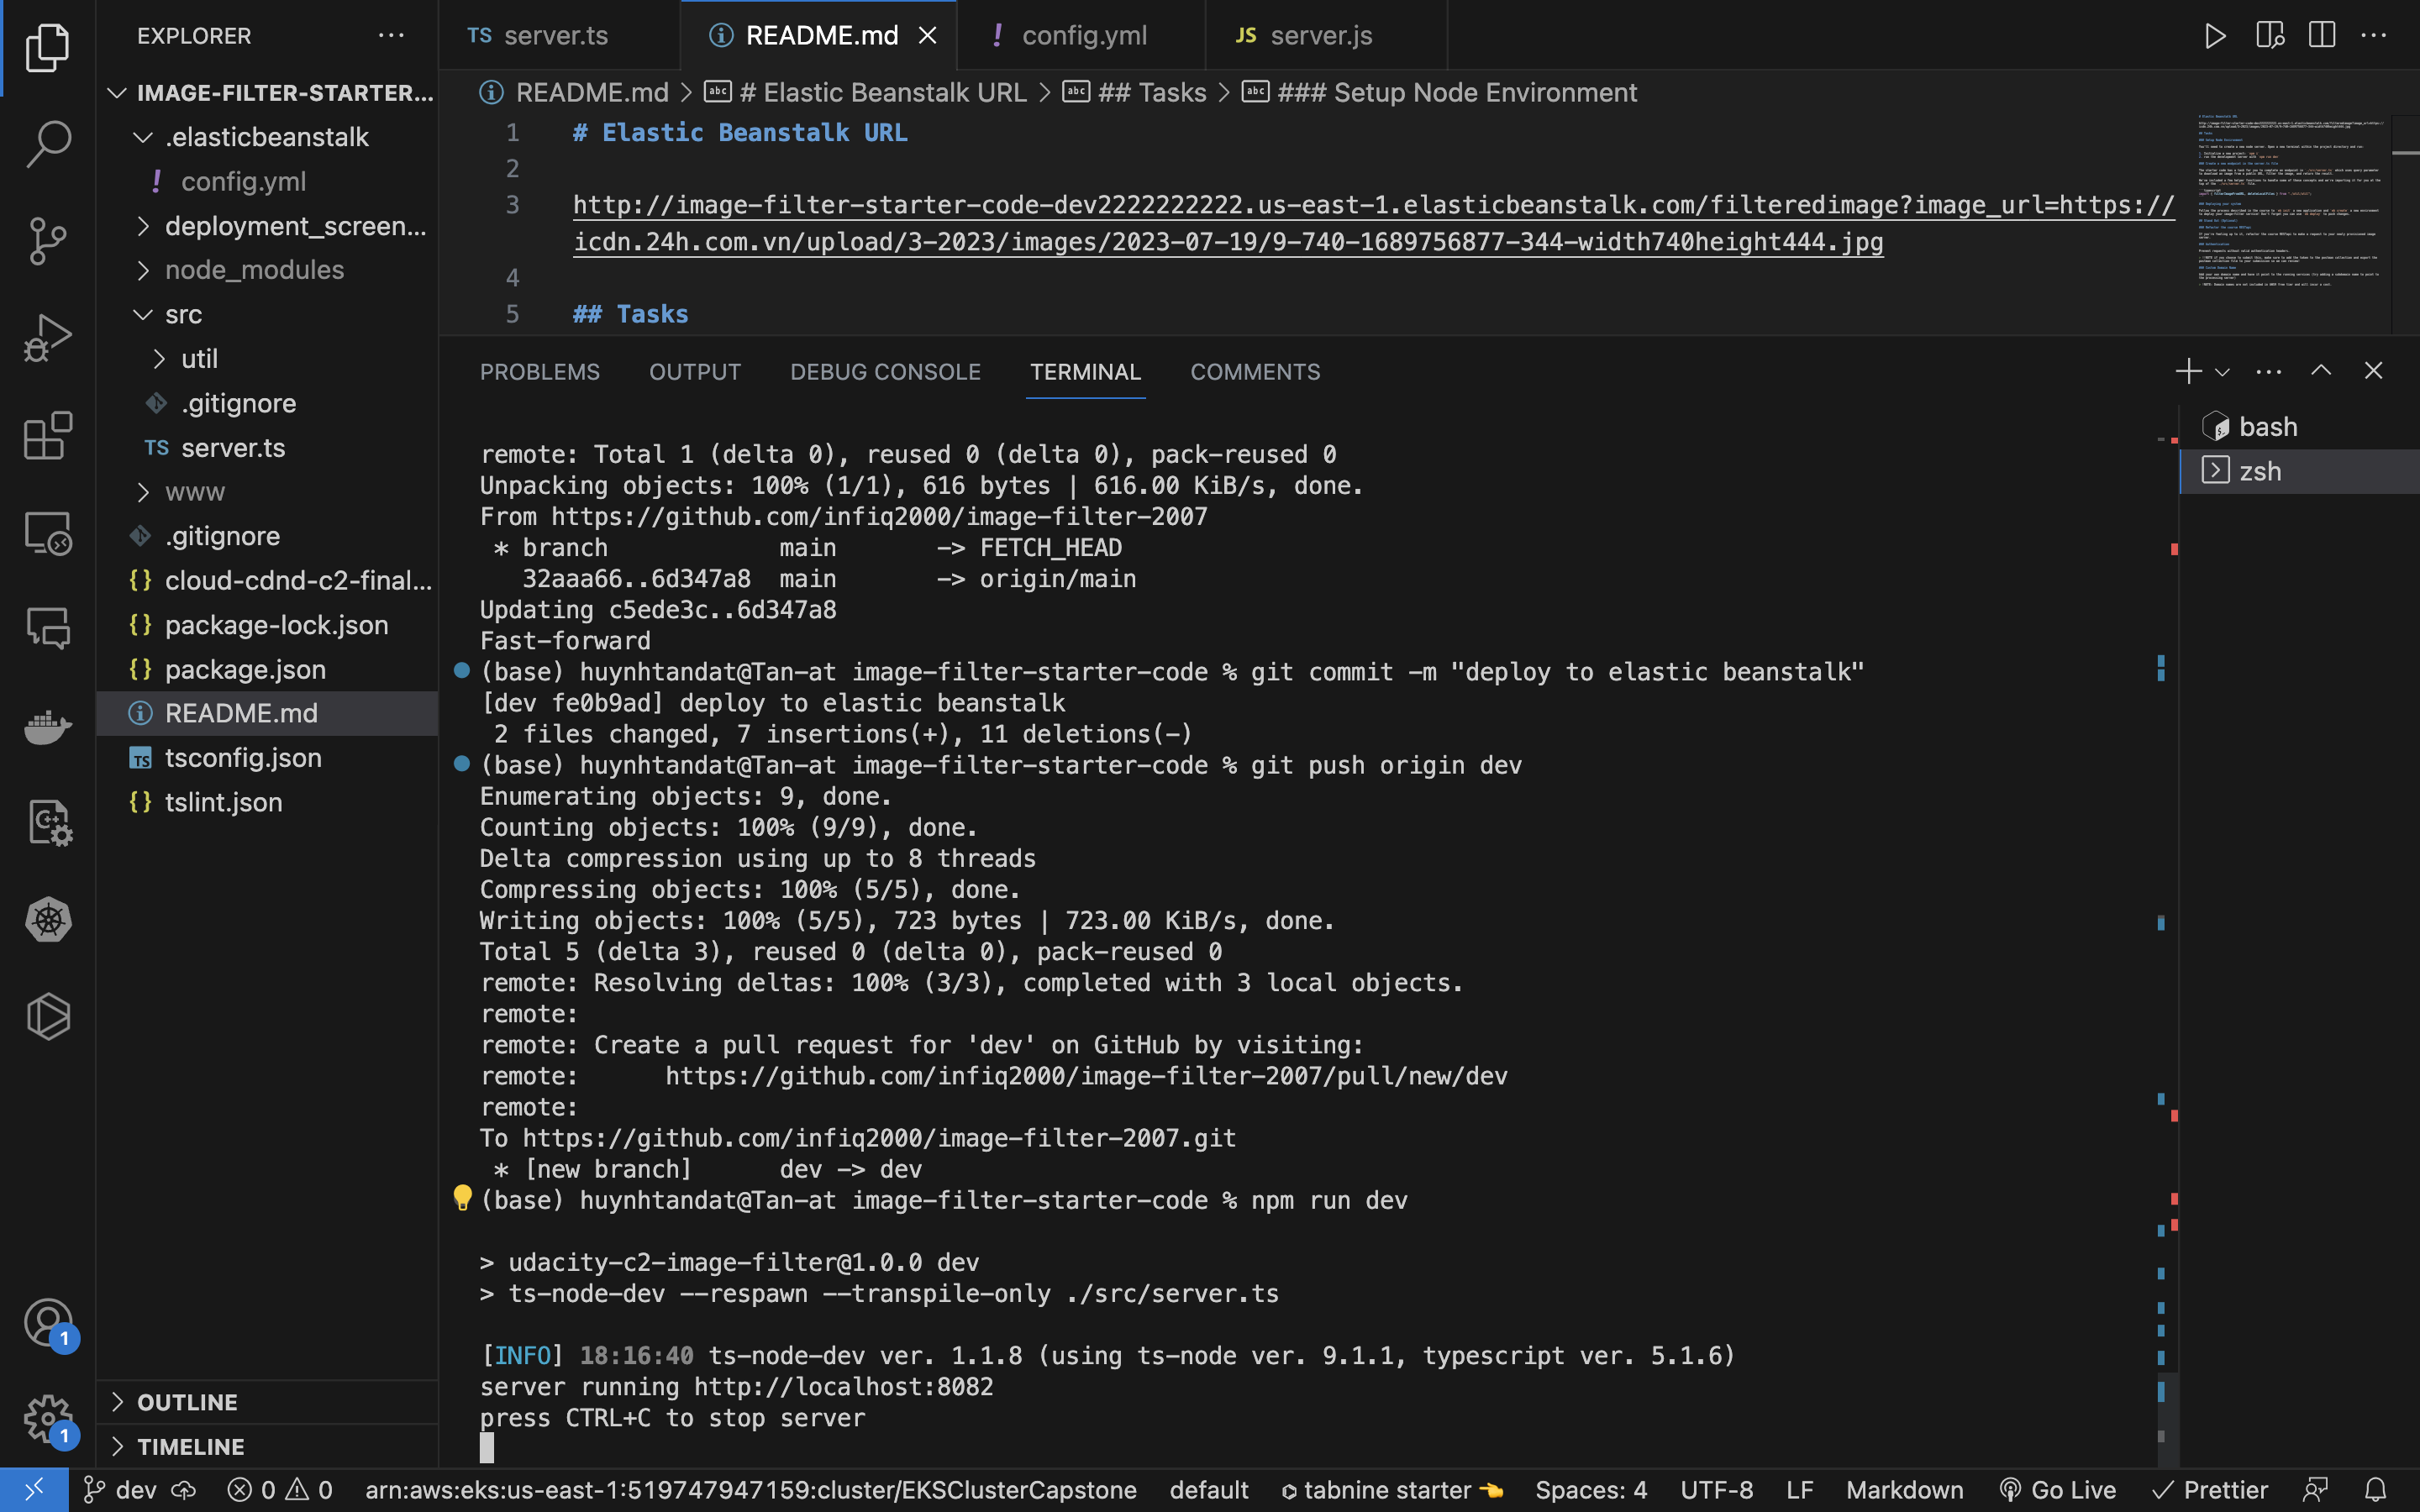 EXPLORER
IMAGE-FILTER-STARTER...
.elasticbeanstalk
config.yml
deployment_screen...
node_modules
src
util
.gitignore
TS server.ts
www
.gitignore
{} cloud-cdnd-c2-final...
{} package-lock.json
{} package.json
README.md
TS tsconfig.json
{} tslint.json
OUTLINE
TIMELINE
1
1
TS server.ts
README.md
! config.yml
JS server.js
README.md > abc # Elastic Beanstalk URL > abc ## Tasks > abc ### Setup Node Environment
1 # Elastic Beanstalk URL
2
3 http://image-filter-starter-code-dev2222222222.us-east-1.elasticbeanstalk.com/filteredimage?image_url=https://
icdn.24h.com.vn/upload/3-2023/images/2023-07-19/9-740-1689756877-344-width740height444.jpg
4
5 ## Tasks
PROBLEMS OUTPUT DEBUG CONSOLE TERMINAL COMMENTS
bash
zsh
remote: Total 1 (delta 0), reused 0 (delta 0), pack-reused 0
Unpacking objects: 100% (1/1), 616 bytes | 616.00 KiB/s, done.
From https://github.com/infiq2000/image-filter-2007
* branch main -> FETCH_HEAD
32aaa66..6d347a8 main -> origin/main
Updating c5ede3c..6d347a8
Fast-forward
(base) huynhtandat@Tan-at image-filter-starter-code % git commit -m "deploy to elastic beanstalk"
[dev fe0b9ad] deploy to elastic beanstalk
2 files changed, 7 insertions(+), 11 deletions(-)
(base) huynhtandat@Tan-at image-filter-starter-code % git push origin dev
Enumerating objects: 9, done.
Counting objects: 100% (9/9), done.
Delta compression using up to 8 threads
Compressing objects: 100% (5/5), done.
Writing objects: 100% (5/5), 723 bytes | 723.00 KiB/s, done.
Total 5 (delta 3), reused 0 (delta 0), pack-reused 0
remote: Resolving deltas: 100% (3/3), completed with 3 local objects.
remote:
remote: Create a pull request for 'dev' on GitHub by visiting:
remote: https://github.com/infiq2000/image-filter-2007/pull/new/dev
remote:
To https://github.com/infiq2000/image-filter-2007.git
* [new branch] dev -> dev
(base) huynhtandat@Tan-at image-filter-starter-code % npm run dev
> udacity-c2-image-filter@1.0.0 dev
> ts-node-dev --respawn --transpile-only ./src/server.ts
[INFO] 18:16:40 ts-node-dev ver. 1.1.8 (using ts-node ver. 9.1.1, typescript ver. 5.1.6)
server running http://localhost:8082
press CTRL+C to stop server
dev 0 0 arn:aws:eks:us-east-1:519747947159:cluster/EKSClusterCapstone default tabnine starter Spaces: 4 UTF-8 LF Markdown Go Live Prettier